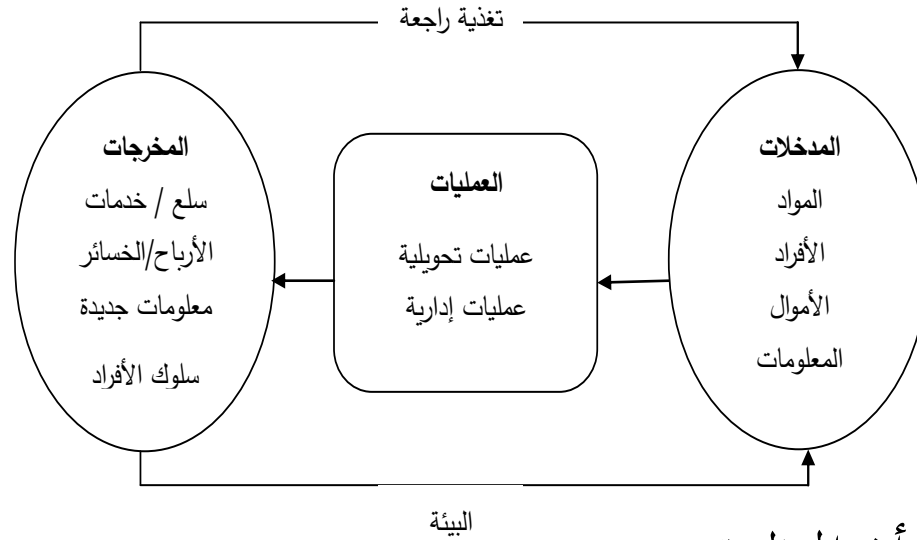 تغذية راجعة
المدخلات
المواد
الأفراد
الأموال
المعلومات
العمليات
عمليات تحويلية
عمليات إدارية
المخرجات
سلع / خدمات
الأرباح/الخسائر
معلومات جديدة
سلوك الأفراد
البيئة